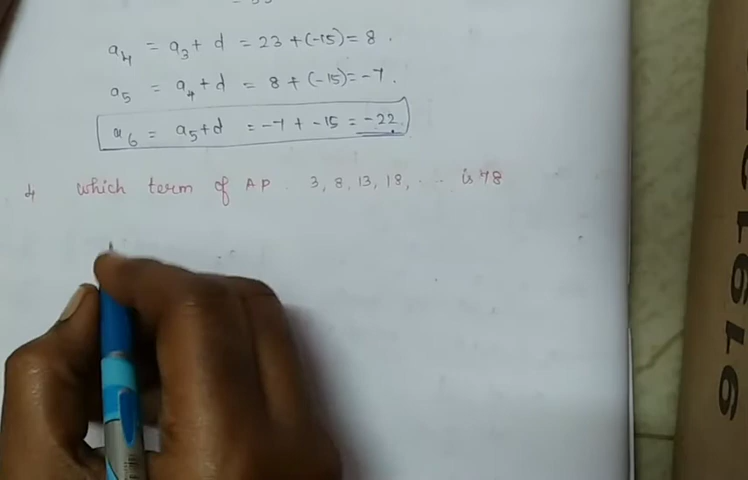 a4 = a3 + d = 23 + (-15) = 8.
a5 = a4 + d = 8 + (-15) = -7.
a6 = a5 + d = -7 + -15 = -22
4 which term of AP. 3, 8, 13, 18, ... is 78
1919